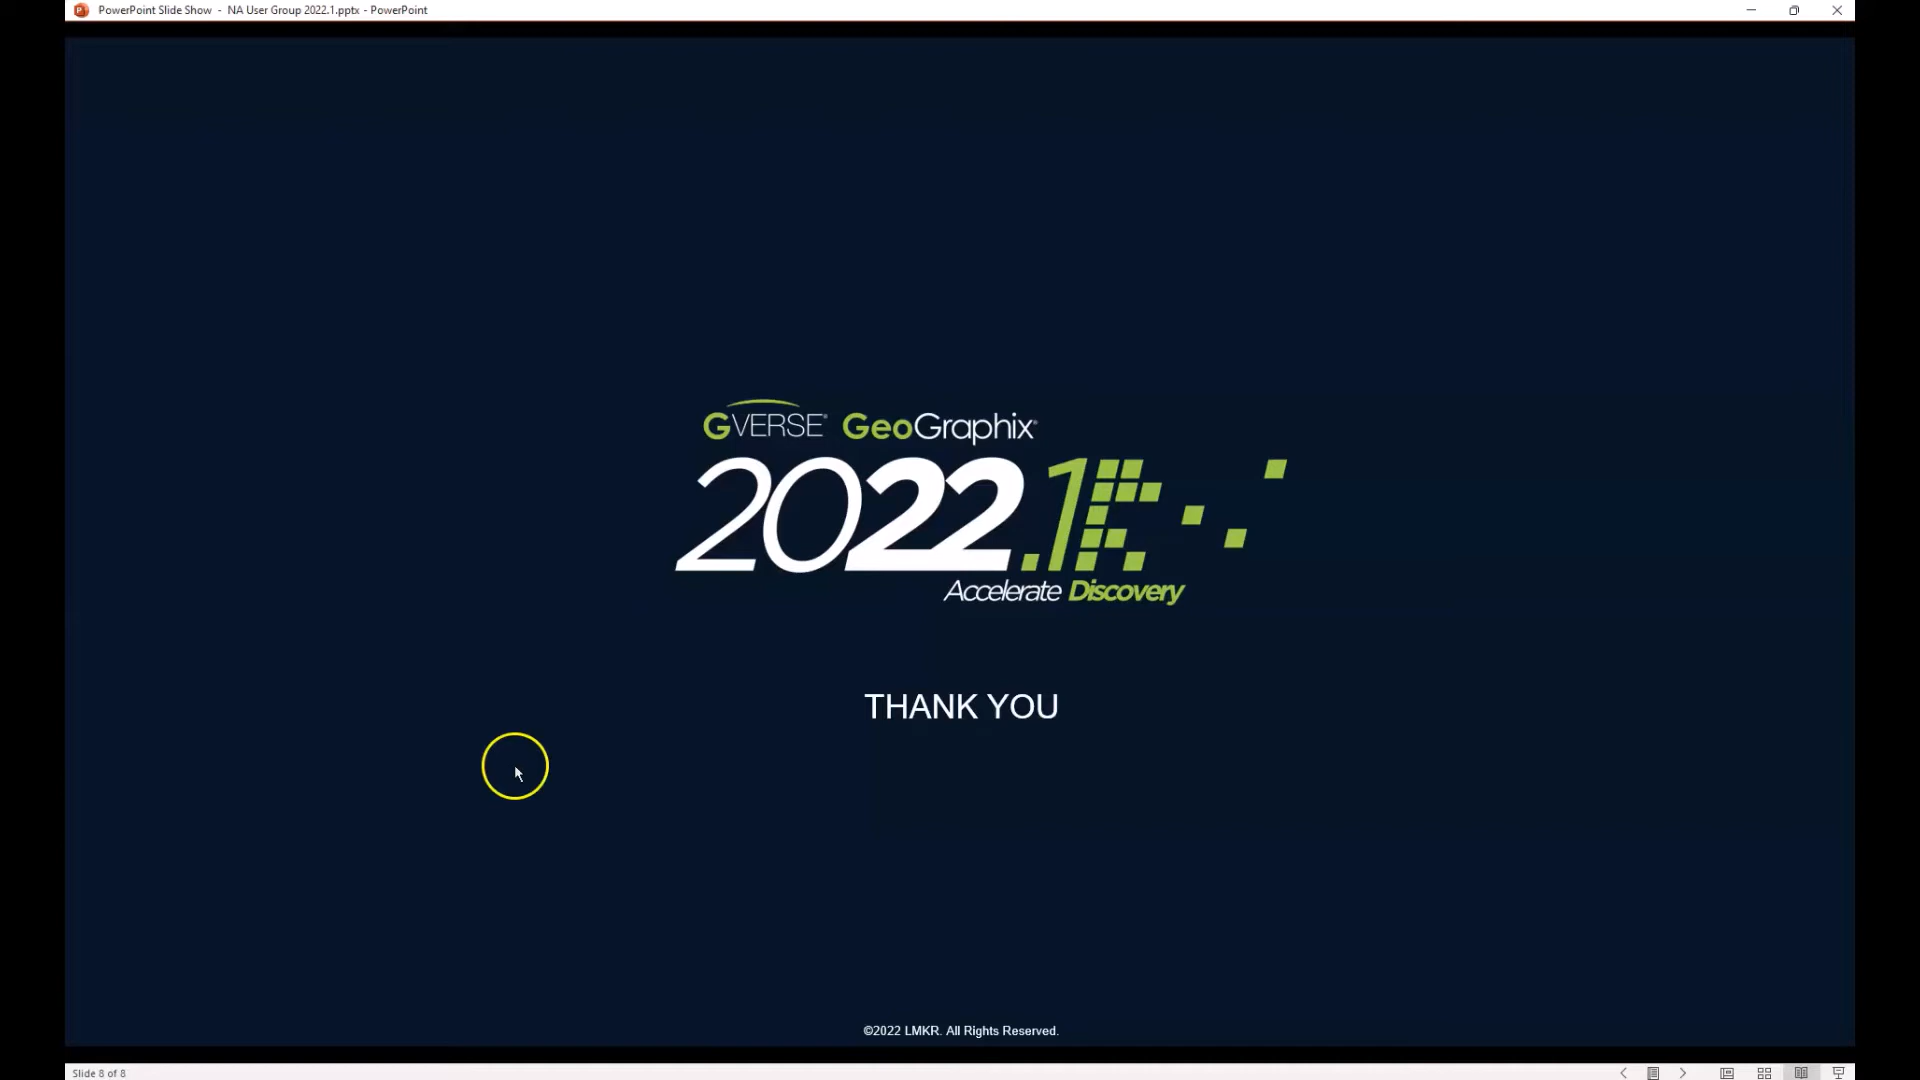 PowerPoint Slide Show - NA User Group 2022.1.pptx - PowerPoint
GVERSE® GeoGraphix®
2022.1
Accelerate Discovery
THANK YOU
©2022 LMKR. All Rights Reserved.
Slide 8 of 8